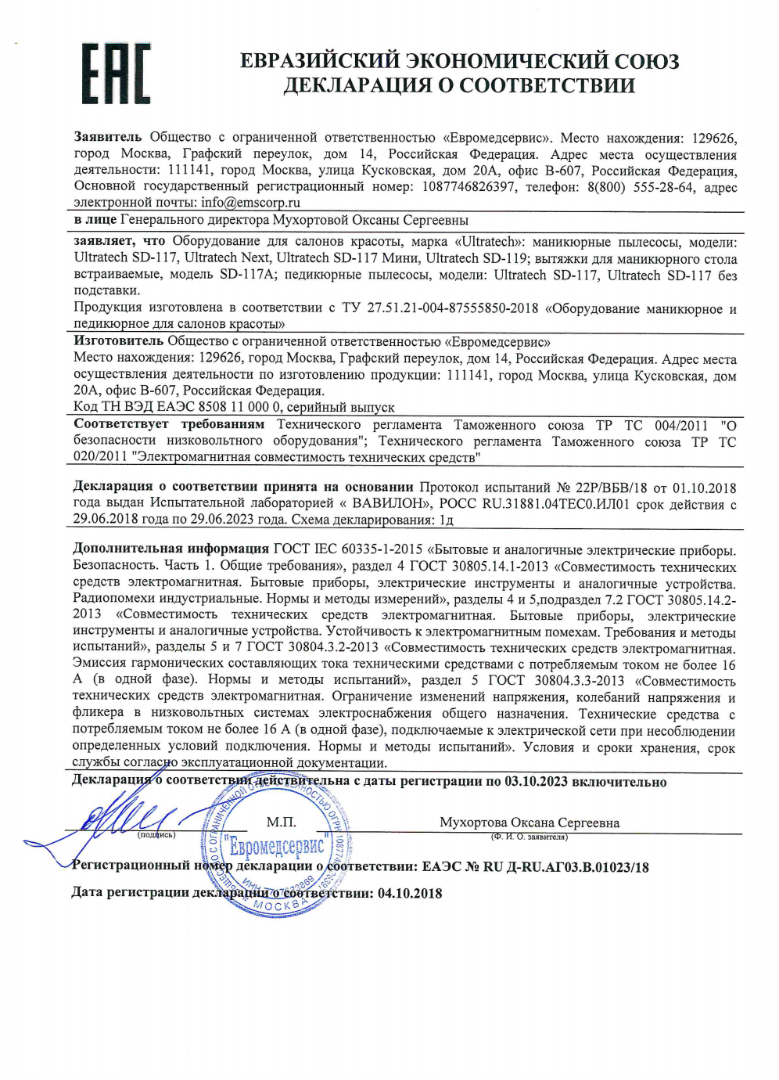 ЕАС
ЕВРАЗИЙСКИЙ ЭКОНОМИЧЕСКИЙ СОЮЗ
ДЕКЛАРАЦИЯ О СООТВЕТСТВИИ
Заявитель Общество с ограниченной ответственностью «Евромедсервис». Место нахождения: 129626,
город Москва, Графский переулок, дом 14, Российская Федерация. Адрес места осуществления
деятельности: 111141, город Москва, улица Кусковская, дом 20А, офис В-607, Российская Федерация,
Основной государственный регистрационный номер: 1087746826397, телефон: 8(800) 555-28-64, адрес
электронной почты: info@emscorp.ru
в лице Генерального директора Мухортовой Оксаны Сергеевны
заявляет, что Оборудование для салонов красоты, марка «Ultratech»: маникюрные пылесосы, модели:
Ultratech SD-117, Ultratech Next, Ultratech SD-117 Мини, Ultratech SD-119; вытяжки для маникюрного стола
встраиваемые, модель SD-117A; педикюрные пылесосы, модели: Ultratech SD-117, Ultratech SD-117 без
подставки.
Продукция изготовлена в соответствии с ТУ 27.51.21-004-87555850-2018 «Оборудование маникюрное и
педикюрное для салонов красоты»
Изготовитель Общество с ограниченной ответственностью «Евромедсервис»
Место нахождения: 129626, город Москва, Графский переулок, дом 14, Российская Федерация. Адрес места
осуществления деятельности по изготовлению продукции: 111141, город Москва, улица Кусковская, дом
20А, офис В-607, Российская Федерация.
Код ТН ВЭД ЕАЭС 8508 11 000 0, серийный выпуск
Соответствует требованиям Технического регламента Таможенного союза ТР ТС 004/2011 "О
безопасности низковольтного оборудования"; Технического регламента Таможенного союза ТР ТС
020/2011 "Электромагнитная совместимость технических средств"
Декларация о соответствии принята на основании Протокол испытаний № 22Р/ВБВ/18 от 01.10.2018
года выдан Испытательной лабораторией « ВАВИЛОН», РОСС RU.31881.04ТЕС0.ИЛ01 срок действия с
29.06.2018 года по 29.06.2023 года. Схема декларирования: 1д
Дополнительная информация ГОСТ IEC 60335-1-2015 «Бытовые и аналогичные электрические приборы.
Безопасность. Часть 1. Общие требования», раздел 4 ГОСТ 30805.14.1-2013 «Совместимость технических
средств электромагнитная. Бытовые приборы, электрические инструменты и аналогичные устройства.
Радиопомехи индустриальные. Нормы и методы измерений», разделы 4 и 5,подраздел 7.2 ГОСТ 30805.14.2-
2013 «Совместимость технических средств электромагнитная. Бытовые приборы, электрические
инструменты и аналогичные устройства. Устойчивость к электромагнитным помехам. Требования и методы
испытаний», разделы 5 и 7 ГОСТ 30804.3.2-2013 «Совместимость технических средств электромагнитная.
Эмиссия гармонических составляющих тока техническими средствами с потребляемым током не более 16
А (в одной фазе). Нормы и методы испытаний», раздел 5 ГОСТ 30804.3.3-2013 «Совместимость
технических средств электромагнитная. Ограничение изменений напряжения, колебаний напряжения и
фликера в низковольтных системах электроснабжения общего назначения. Технические средства с
потребляемым током не более 16 А (в одной фазе), подключаемые к электрической сети при несоблюдении
определенных условий подключения. Нормы и методы испытаний». Условия и сроки хранения, срок
службы согласно эксплуатационной документации.
Декларация о соответствии действительна с даты регистрации по 03.10.2023 включительно
М.П.
Мухортова Оксана Сергеевна
(подпись)
(Ф. И. О. заявителя)
"Евромедсервис"
МОСКВА
Регистрационный номер декларации о соответствии: ЕАЭС № RU Д-RU.АГ03.В.01023/18
Дата регистрации декларации о соответствии: 04.10.2018